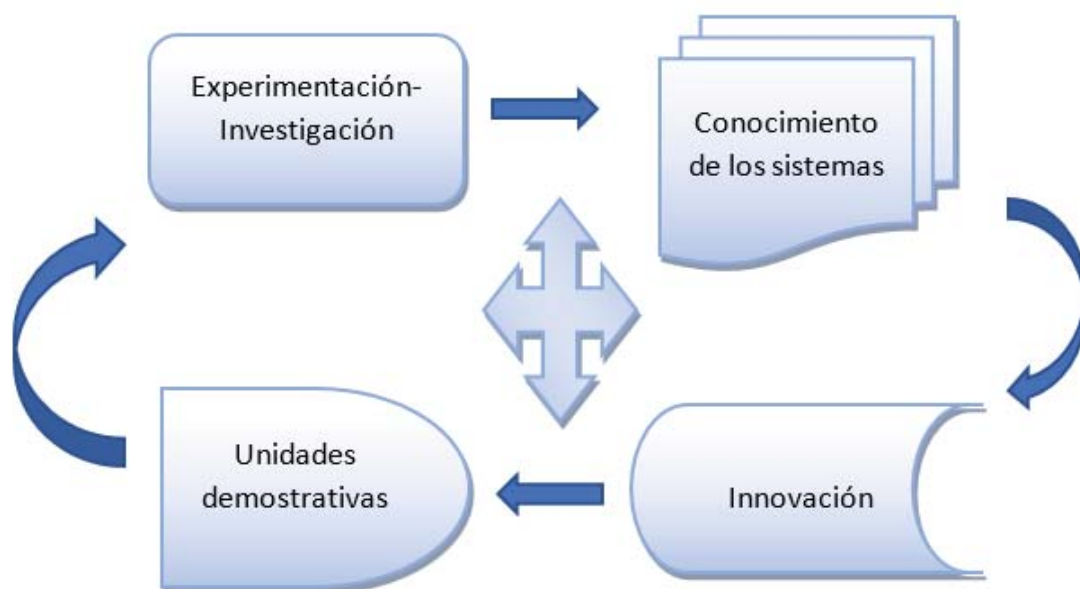 Experimentación-
Investigación
Conocimiento
de los sistemas
Unidades
demostrativas
Innovación